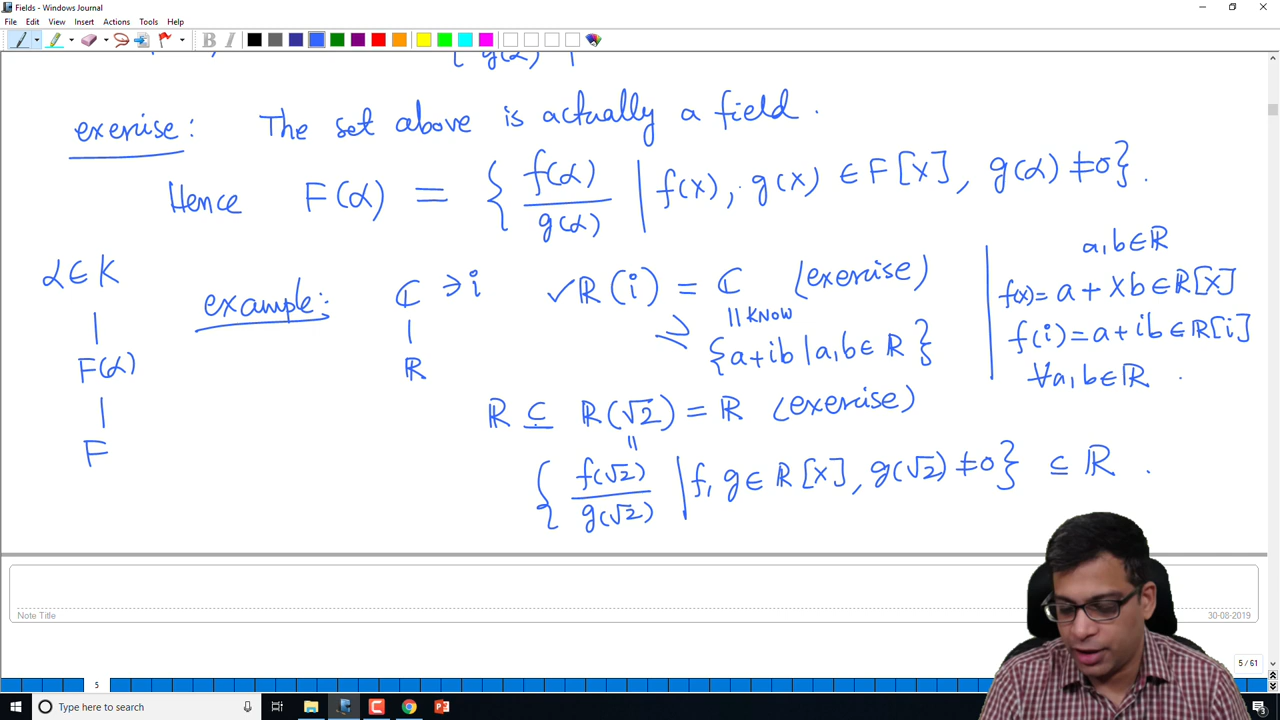 Fields - Windows Journal
File Edit View Insert Actions Tools Help
exercise: The set above is actually a field.
Hence F(α) = { f(α)/g(α) | f(X), g(X) ∈ F[X], g(α) ≠ 0 }.
α ∈ K
|
F(α)
|
F
example:
ℂ ∋ i
|
ℝ
✓ ℝ(i) = ℂ (exercise)
|| KNOW
{a+ib | a,b ∈ ℝ}
a,b ∈ ℝ
f(x) = a + Xb ∈ ℝ[X]
f(i) = a+ib ∈ ℝ[i]
∀a,b ∈ ℝ.
ℝ ⊆ ℝ(√2) = ℝ (exercise)
||
{ f(√2)/g(√2) | f, g ∈ ℝ[X], g(√2) ≠ 0 } ⊆ ℝ.
Note Title 30-08-2019
5 5/61
Type here to search